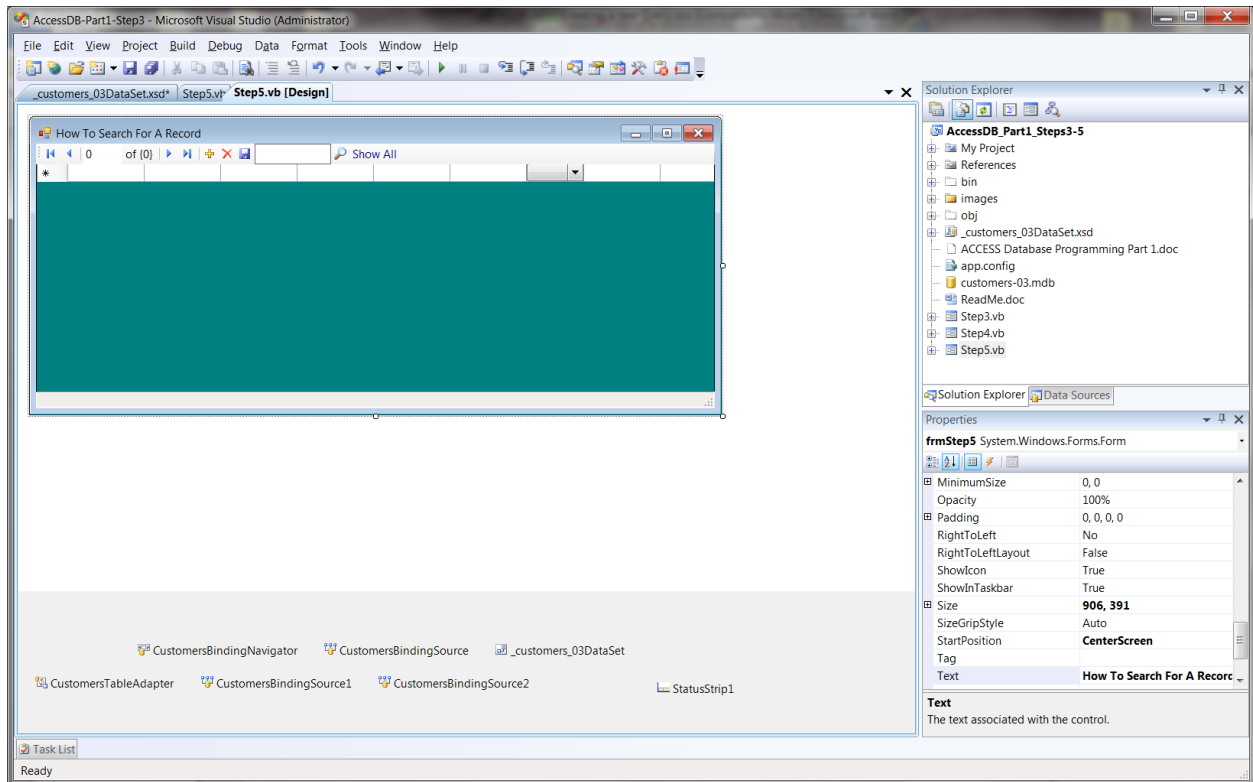 AccessDB-Part1-Step3 - Microsoft Visual Studio (Administrator)
File Edit View Project Build Debug Data Format Tools Window Help
_customers_03DataSet.xsd* Step5.vb Step5.vb [Design]
How To Search For A Record
0 of {0} Show All
CustomersBindingNavigator CustomersBindingSource _customers_03DataSet
CustomersTableAdapter CustomersBindingSource1 CustomersBindingSource2 StatusStrip1
Solution Explorer
AccessDB_Part1_Steps3-5
My Project
References
bin
images
obj
_customers_03DataSet.xsd
ACCESS Database Programming Part 1.doc
app.config
customers-03.mdb
ReadMe.doc
Step3.vb
Step4.vb
Step5.vb
Solution Explorer Data Sources
Properties
frmStep5 System.Windows.Forms.Form
MinimumSize 0, 0
Opacity 100%
Padding 0, 0, 0, 0
RightToLeft No
RightToLeftLayout False
ShowIcon True
ShowInTaskbar True
Size 906, 391
SizeGripStyle Auto
StartPosition CenterScreen
Tag
Text How To Search For A Record
Text
The text associated with the control.
Task List
Ready